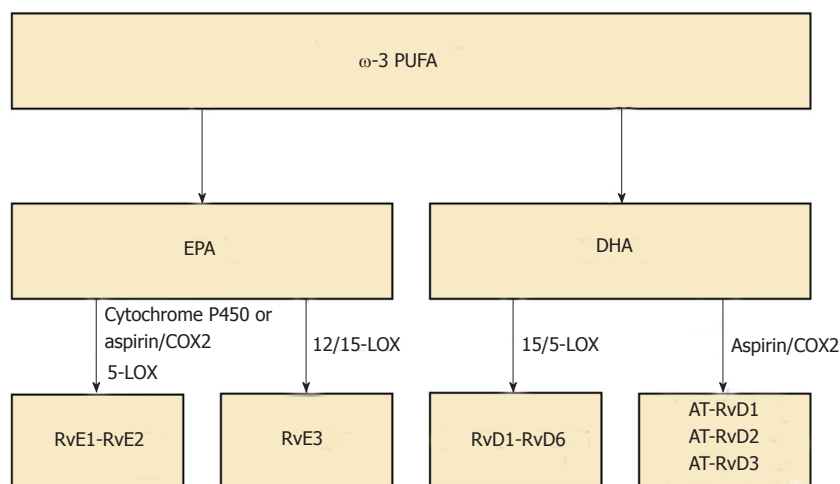 ω-3 PUFA
EPA
DHA
Cytochrome P450 or
aspirin/COX2
5-LOX
12/15-LOX
15/5-LOX
Aspirin/COX2
RvE1-RvE2
RvE3
RvD1-RvD6
AT-RvD1
AT-RvD2
AT-RvD3